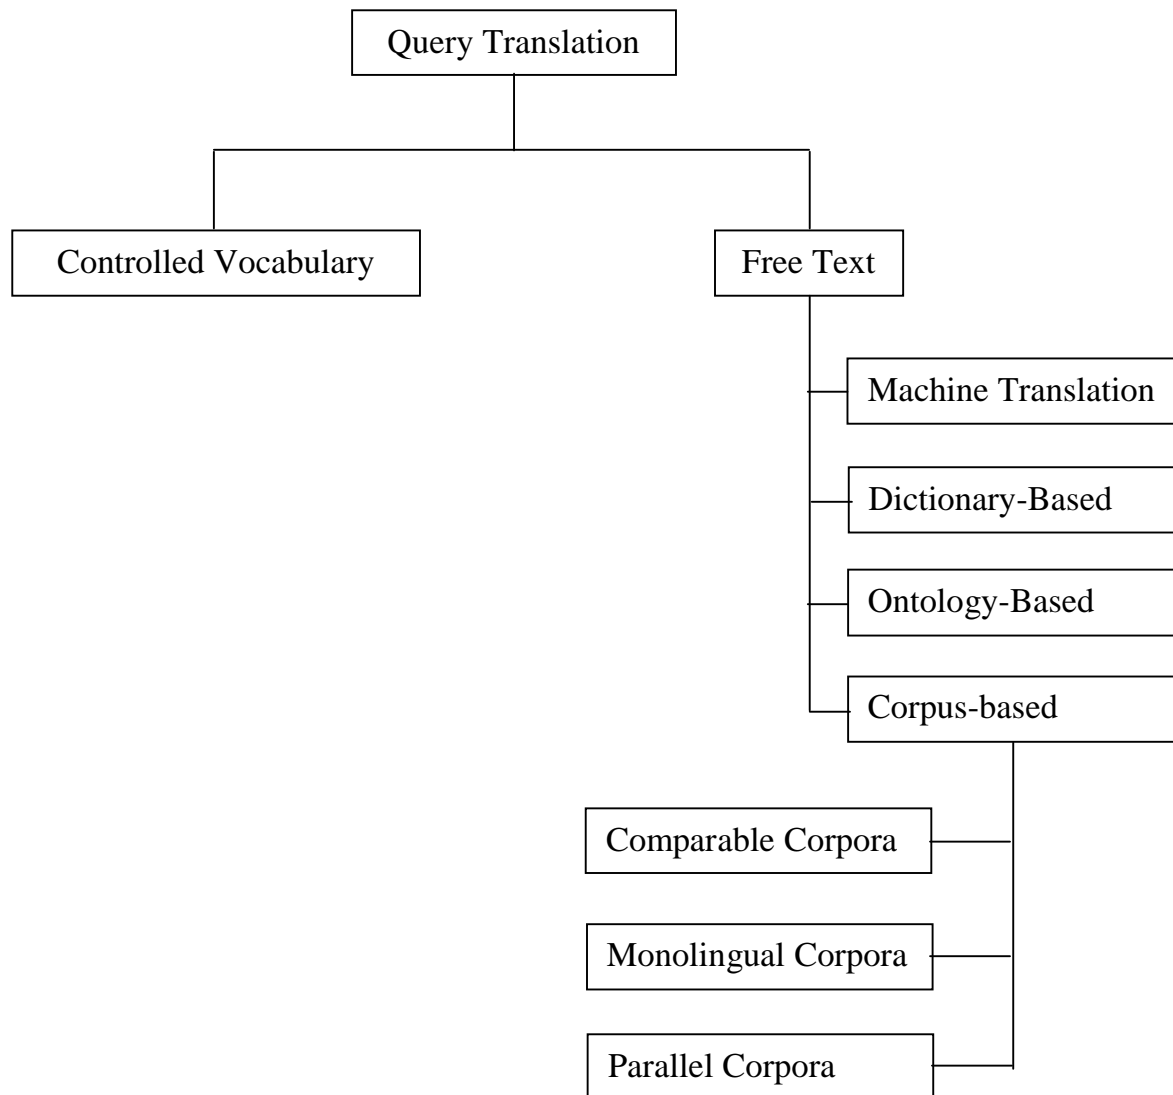 Query Translation
Controlled Vocabulary
Free Text
Machine Translation
Dictionary-Based
Ontology-Based
Corpus-based
Comparable Corpora
Monolingual Corpora
Parallel Corpora